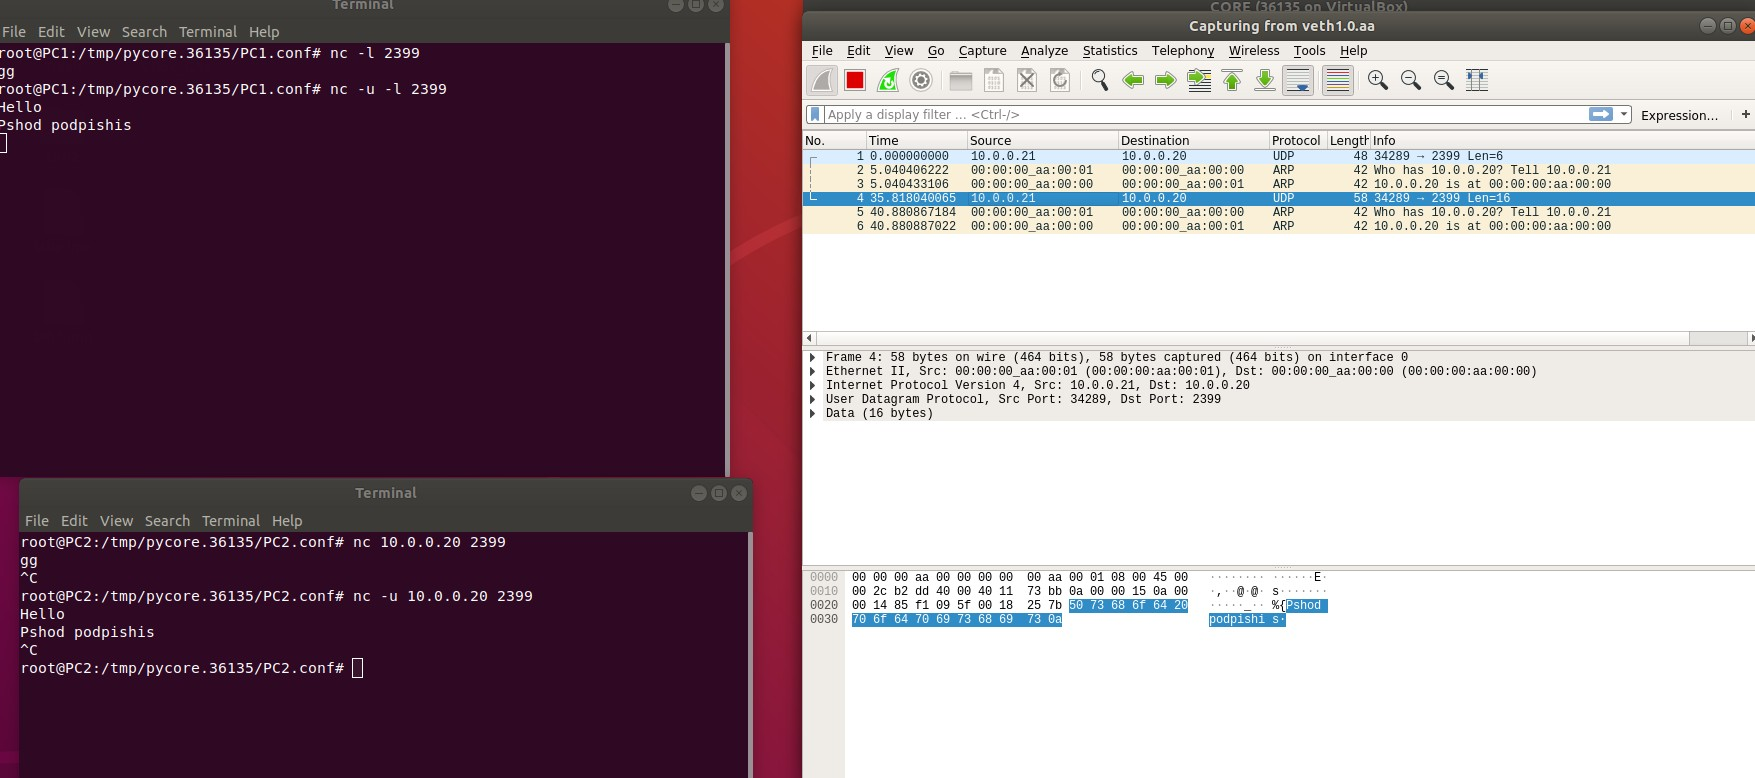 Terminal
File Edit View Search Terminal Help
root@PC1:/tmp/pycore.36135/PC1.conf# nc -l 2399
gg
root@PC1:/tmp/pycore.36135/PC1.conf# nc -u -l 2399
Hello
Pshod podpishis
Terminal
File Edit View Search Terminal Help
root@PC2:/tmp/pycore.36135/PC2.conf# nc 10.0.0.20 2399
gg
^C
root@PC2:/tmp/pycore.36135/PC2.conf# nc -u 10.0.0.20 2399
Hello
Pshod podpishis
^C
root@PC2:/tmp/pycore.36135/PC2.conf#
CORE (36135 on VirtualBox)
Capturing from veth1.0.aa
File Edit View Go Capture Analyze Statistics Telephony Wireless Tools Help
Apply a display filter ... <Ctrl-/> Expression... +
No. Time Source Destination Protocol Length Info
1 0.000000000 10.0.0.21 10.0.0.20 UDP 48 34289 → 2399 Len=6
2 5.040406222 00:00:00_aa:00:01 00:00:00_aa:00:00 ARP 42 Who has 10.0.0.20? Tell 10.0.0.21
3 5.040433106 00:00:00_aa:00:00 00:00:00_aa:00:01 ARP 42 10.0.0.20 is at 00:00:00:aa:00:00
4 35.818040065 10.0.0.21 10.0.0.20 UDP 58 34289 → 2399 Len=16
5 40.880867184 00:00:00_aa:00:01 00:00:00_aa:00:00 ARP 42 Who has 10.0.0.20? Tell 10.0.0.21
6 40.880887022 00:00:00_aa:00:00 00:00:00_aa:00:01 ARP 42 10.0.0.20 is at 00:00:00:aa:00:00
Frame 4: 58 bytes on wire (464 bits), 58 bytes captured (464 bits) on interface 0
Ethernet II, Src: 00:00:00_aa:00:01 (00:00:00:aa:00:01), Dst: 00:00:00_aa:00:00 (00:00:00:aa:00:00)
Internet Protocol Version 4, Src: 10.0.0.21, Dst: 10.0.0.20
User Datagram Protocol, Src Port: 34289, Dst Port: 2399
Data (16 bytes)
0000 00 00 00 aa 00 00 00 00 00 aa 00 01 08 00 45 00 ········ ······E·
0010 00 2c b2 dd 40 00 40 11 73 bb 0a 00 00 15 0a 00 ·,··@·@· s·······
0020 00 14 85 f1 09 5f 00 18 25 7b 50 73 68 6f 64 20 ·····_·· %{Pshod
0030 70 6f 64 70 69 73 68 69 73 0a podpishi s·